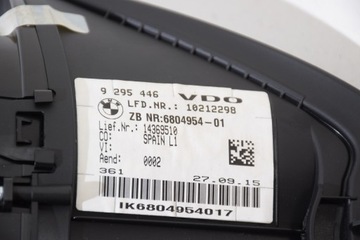 9 295 446 VDO
LFD.NR.: 10212298
ZB NR:6804954-01
Lief.Nr.: 14369510
CO: SPAIN L1
VI:
Aend: 0002
361 27.09.15
IK6804954017